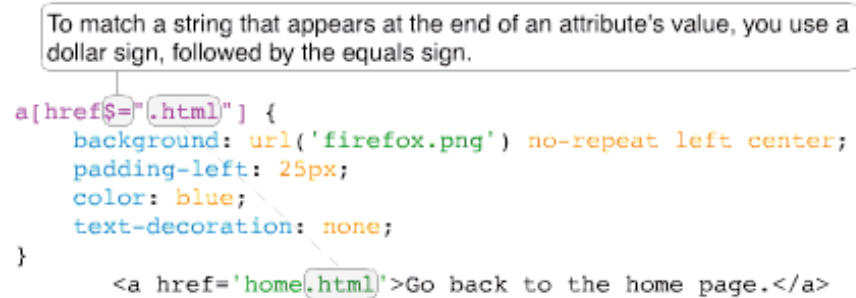 To match a string that appears at the end of an attribute's value, you use a
dollar sign, followed by the equals sign.
a[href$=".html"] {
background: url('firefox.png') no-repeat left center;
padding-left: 25px;
color: blue;
text-decoration: none;
}
<a href='home.html'>Go back to the home page.</a>